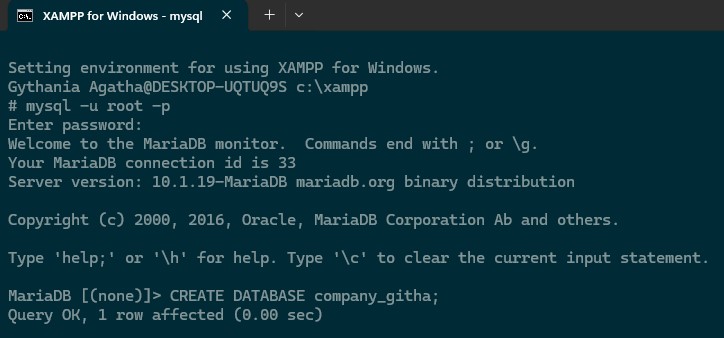 XAMPP for Windows - mysql
Setting environment for using XAMPP for Windows.
Gythania Agatha@DESKTOP-UQTUQ9S c:\xampp
# mysql -u root -p
Enter password:
Welcome to the MariaDB monitor.  Commands end with ; or \g.
Your MariaDB connection id is 33
Server version: 10.1.19-MariaDB mariadb.org binary distribution
Copyright (c) 2000, 2016, Oracle, MariaDB Corporation Ab and others.
Type 'help;' or '\h' for help. Type '\c' to clear the current input statement.
MariaDB [(none)]> CREATE DATABASE company_githa;
Query OK, 1 row affected (0.00 sec)